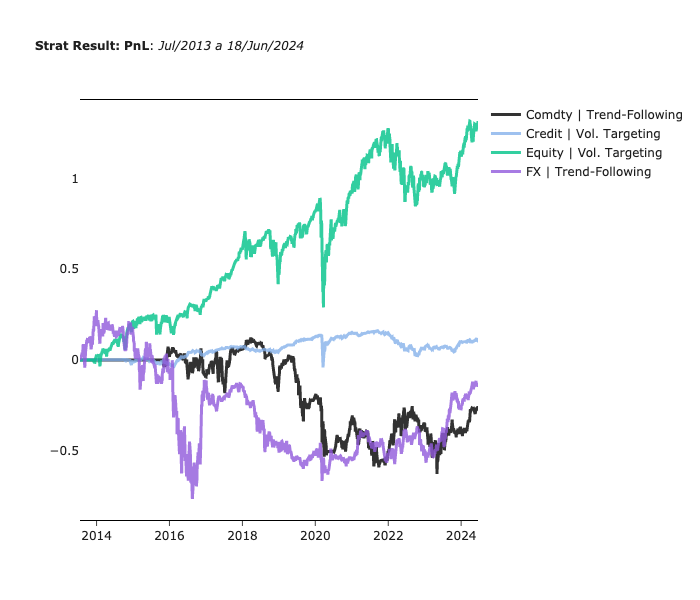 Strat Result: PnL: Jul/2013 a 18/Jun/2024
Comdty | Trend-Following
Credit | Vol. Targeting
Equity | Vol. Targeting
FX | Trend-Following
1
0.5
0
−0.5
2014 2016 2018 2020 2022 2024